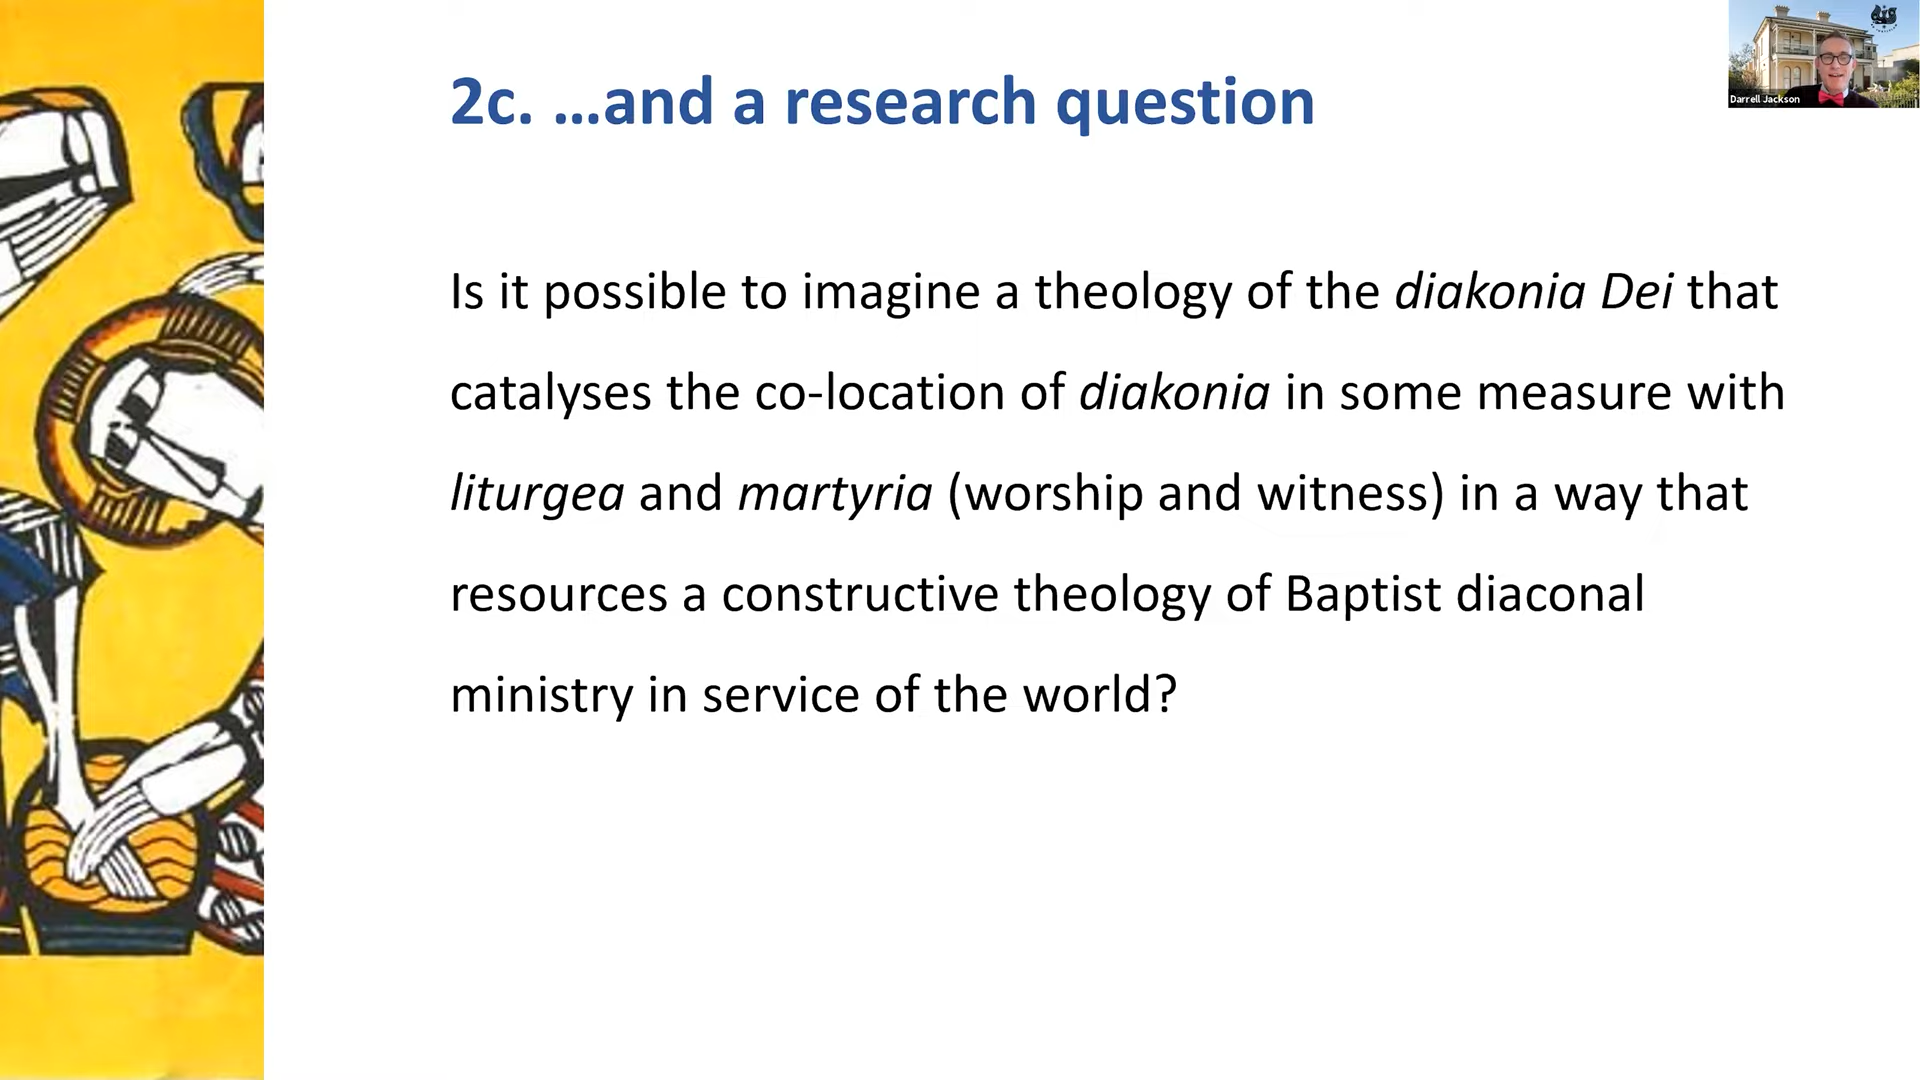 2c. ...and a research question
Darrell Jackson
Is it possible to imagine a theology of the diakonia Dei that
catalyses the co-location of diakonia in some measure with
liturgea and martyria (worship and witness) in a way that
resources a constructive theology of Baptist diaconal
ministry in service of the world?